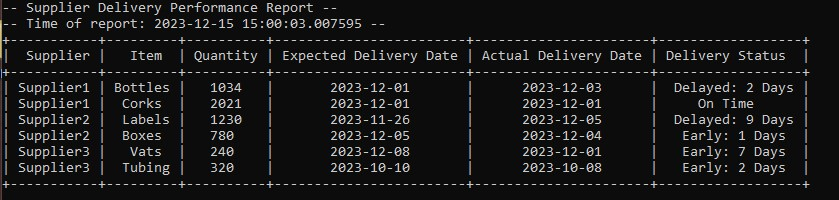 -- Supplier Delivery Performance Report --
-- Time of report: 2023-12-15 15:00:03.007595 --
+-----------+---------+----------+------------------------+----------------------+------------------+
| Supplier | Item | Quantity | Expected Delivery Date | Actual Delivery Date | Delivery Status |
+-----------+---------+----------+------------------------+----------------------+------------------+
| Supplier1 | Bottles | 1034 | 2023-12-01 | 2023-12-03 | Delayed: 2 Days |
| Supplier1 | Corks | 2021 | 2023-12-01 | 2023-12-01 | On Time |
| Supplier2 | Labels | 1230 | 2023-11-26 | 2023-12-05 | Delayed: 9 Days |
| Supplier2 | Boxes | 780 | 2023-12-05 | 2023-12-04 | Early: 1 Days |
| Supplier3 | Vats | 240 | 2023-12-08 | 2023-12-01 | Early: 7 Days |
| Supplier3 | Tubing | 320 | 2023-10-10 | 2023-10-08 | Early: 2 Days |
+-----------+---------+----------+------------------------+----------------------+------------------+